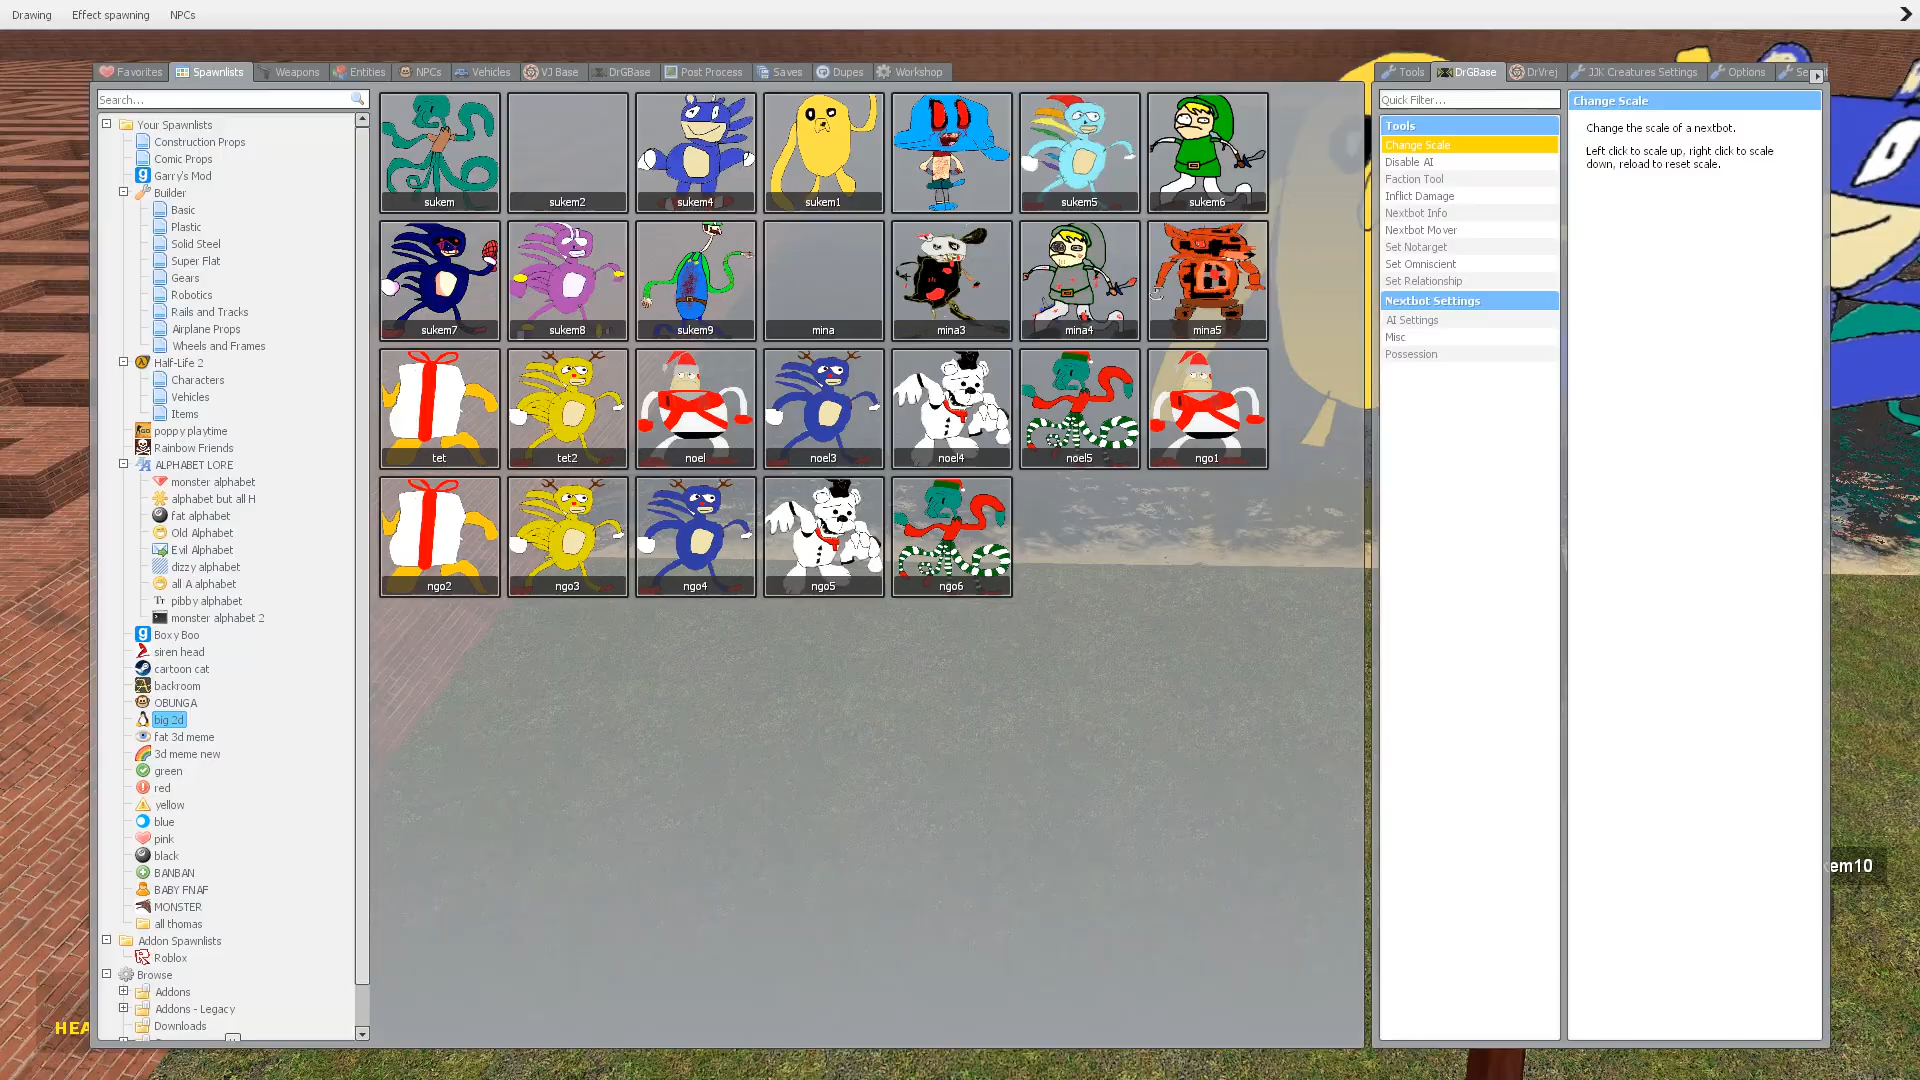 Drawing Effect spawning NPCs
Favorites Spawnlists Weapons Entities NPCs Vehicles VJ Base DrGBase Post Process Saves Dupes Workshop
Tools DrGBase DrVrej JJK Creatures Settings Options
Search...
Your Spawnlists
Construction Props
Comic Props
Garry's Mod
Builder
Basic
Plastic
Solid Steel
Super Flat
Gears
Robotics
Rails and Tracks
Airplane Props
Wheels and Frames
Half-Life 2
Characters
Vehicles
Items
poppy playtime
Rainbow Friends
ALPHABET LORE
monster alphabet
alphabet but all H
fat alphabet
Old Alphabet
Evil Alphabet
dizzy alphabet
all A alphabet
pibby alphabet
monster alphabet 2
Boxy Boo
siren head
cartoon cat
backroom
OBUNGA
big 2d
fat 3d meme
3d meme new
green
red
yellow
blue
pink
black
BANBAN
BABY FNAF
MONSTER
all thomas
Addon Spawnlists
Roblox
Browse
Addons
Addons - Legacy
Downloads
sukem sukem2 sukem4 sukem1 sukem5 sukem6
sukem7 sukem8 sukem9 mina mina3 mina4 mina5
tet tet2 noel noel3 noel4 noel5 ngo1
ngo2 ngo3 ngo4 ngo5 ngo6
Quick Filter...
Tools
Change Scale
Disable AI
Faction Tool
Inflict Damage
Nextbot Info
Nextbot Mover
Set Notarget
Set Omniscient
Set Relationship
Nextbot Settings
AI Settings
Misc
Possession
Change Scale
Change the scale of a nextbot.
Left click to scale up, right click to scale
down, reload to reset scale.
em10
HEA